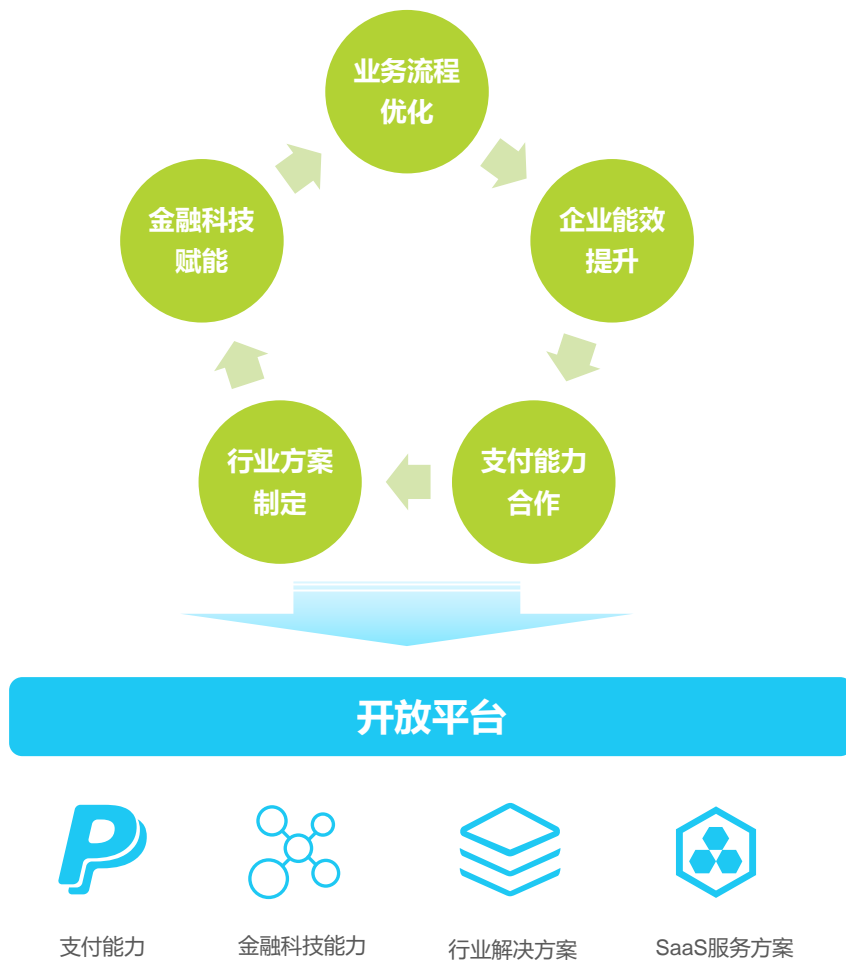 业务流程
优化
金融科技
赋能
企业能效
提升
行业方案
制定
支付能力
合作
开放平台
支付能力
金融科技能力
行业解决方案
SaaS服务方案